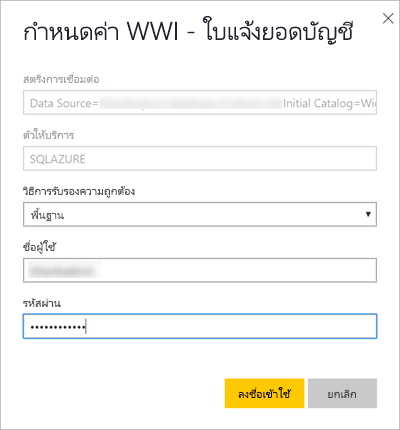 กำหนดค่า WWI - ใบแจ้งยอดบัญชี
สตริงการเชื่อมต่อ
Data Source= Initial Catalog=Wi
ตัวให้บริการ
SQLAZURE
วิธีการรับรองความถูกต้อง
พื้นฐาน
ชื่อผู้ใช้
รหัสผ่าน
••••••••••••
ลงชื่อเข้าใช้ ยกเลิก